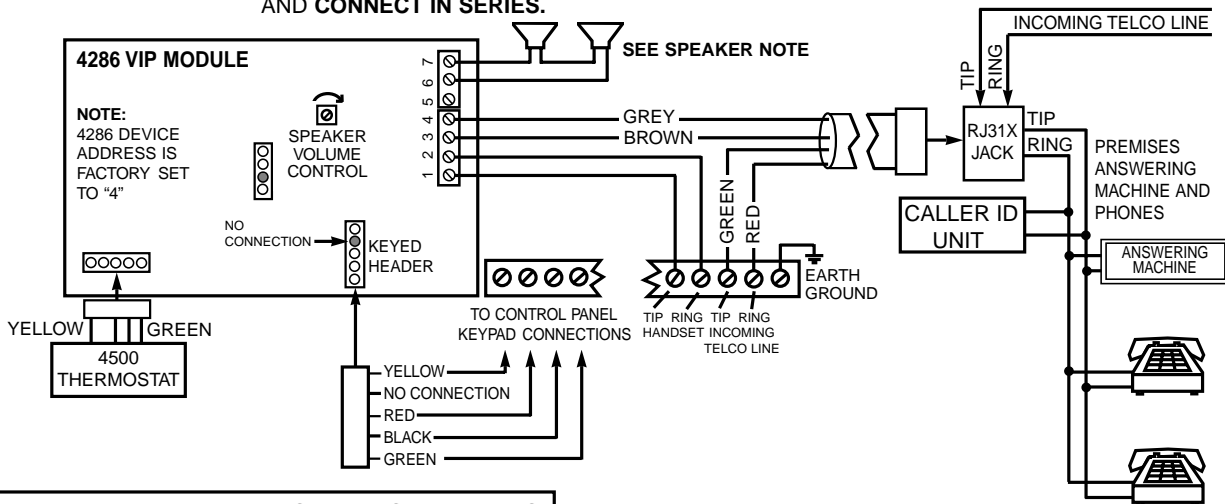 AND CONNECT IN SERIES.
INCOMING TELCO LINE
4286 VIP MODULE
SEE SPEAKER NOTE
TIP
RING
7
6
5
4
3
2
1
NOTE:
4286 DEVICE
ADDRESS IS
FACTORY SET
TO “4”
SPEAKER
VOLUME
CONTROL
GREY
BROWN
GREEN
RED
RJ31X
JACK
TIP
RING
PREMISES
ANSWERING
MACHINE AND
PHONES
CALLER ID
UNIT
ANSWERING
MACHINE
NO
CONNECTION
KEYED
HEADER
EARTH
GROUND
TO CONTROL PANEL
KEYPAD CONNECTIONS
TIP RING TIP RING
HANDSET INCOMING
TELCO LINE
YELLOW
GREEN
4500
THERMOSTAT
YELLOW
NO CONNECTION
RED
BLACK
GREEN